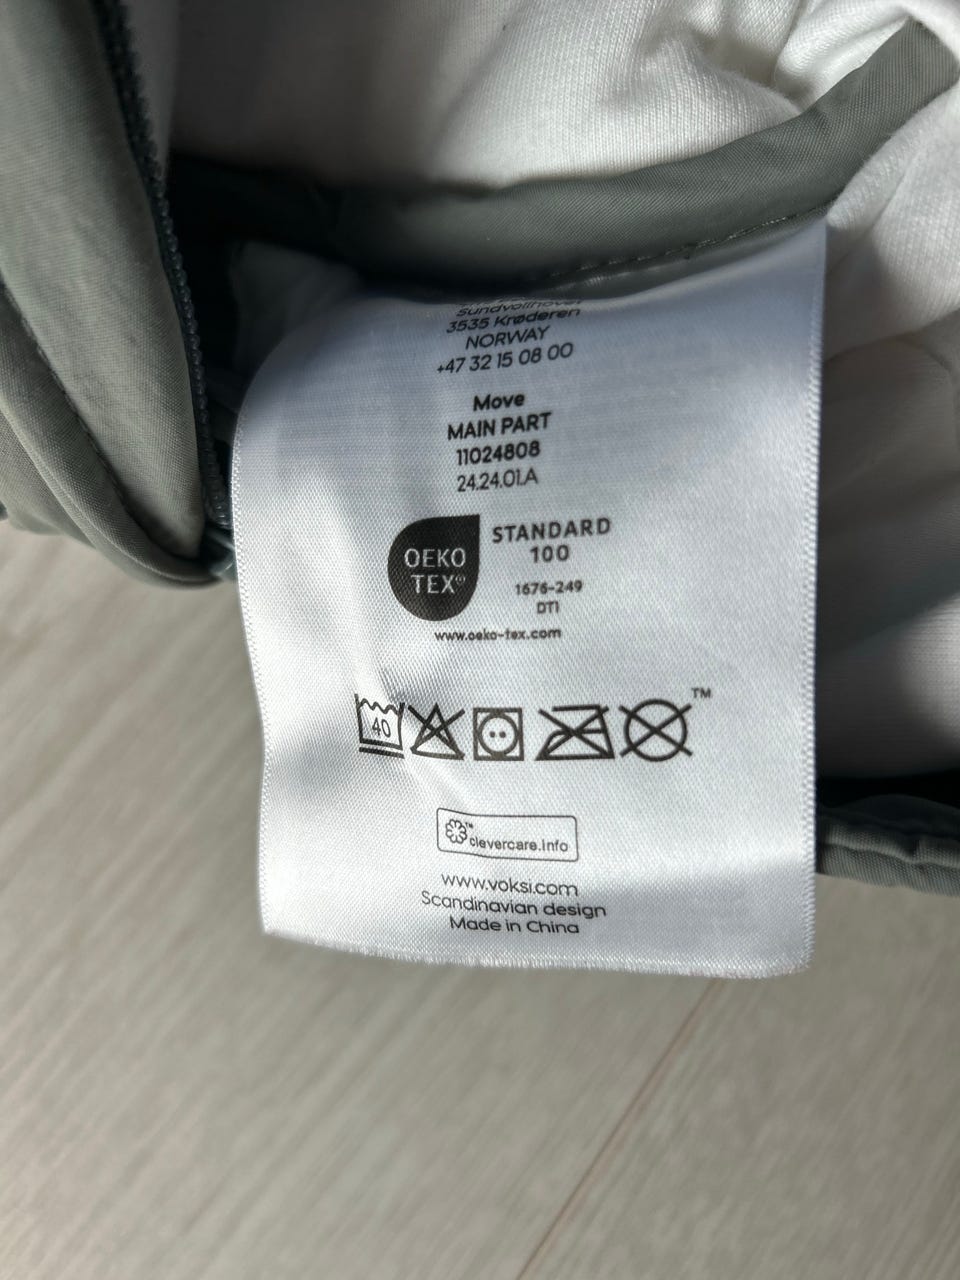 Sundvollhovet
3535 Krøderen
NORWAY
+47 32 15 08 00
Move
MAIN PART
11024808
24.24.01.A
OEKO
TEX®
STANDARD
100
1676-249
DTI
www.oeko-tex.com
40
TM
TM
clevercare.info
www.voksi.com
Scandinavian design
Made in China